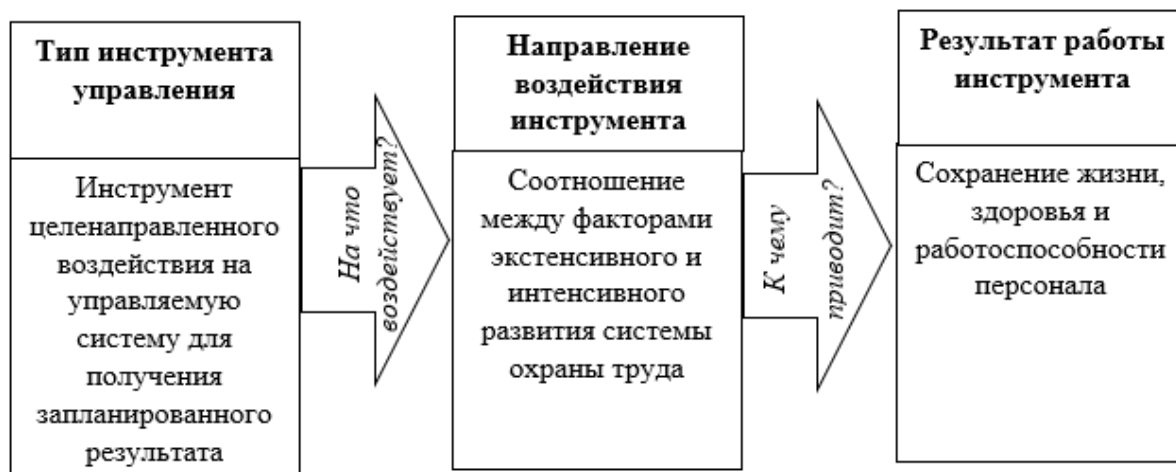 Тип инструмента
управления
Инструмент
целенаправленного
воздействия на
управляемую
систему для
получения
запланированного
результата
На что
воздействует?
Направление
воздействия
инструмента
Соотношение
между факторами
экстенсивного и
интенсивного
развития системы
охраны труда
К чему
приводит?
Результат работы
инструмента
Сохранение жизни,
здоровья и
работоспособности
персонала